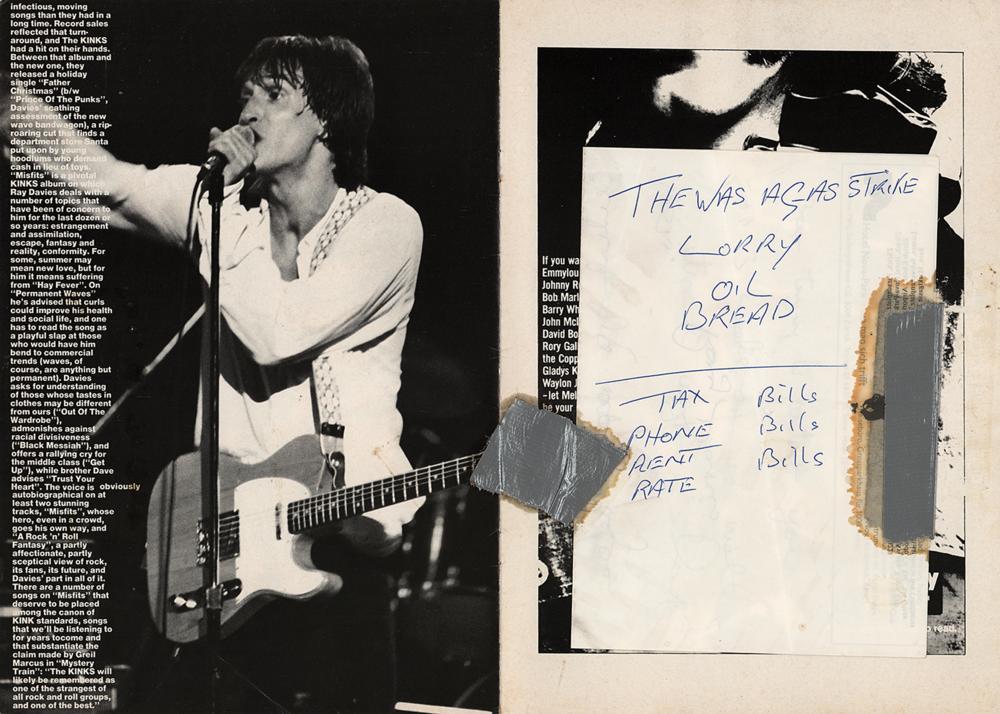 infectious, moving
songs than they had in a
long time. Record sales
reflected that turn-
around, and The KINKS
had a hit on their hands.
Between that album and
the new one, they
released a holiday
single "Father
Christmas" (b/w
"Prince Of The Punks",
Davies' scathing
assessment of the new
wave bandwagon), a rip-
roaring cut that finds a
department store Santa
put upon by young
hoodlums who demand
cash in lieu of toys.
"Misfits" is a pivotal
KINKS album on which
Ray Davies deals with a
number of topics that
have been of concern to
him for the last dozen or
so years: estrangement
and assimilation,
escape, fantasy and
reality, conformity. For
some, summer may
mean new love, but for
him it means suffering
from "Hay Fever". On
"Permanent Waves"
he's advised that curls
could improve his health
and social life, and one
has to read the song as
a playful slap at those
who would have him
bend to commercial
trends (waves, of
course, are anything but
permanent). Davies
asks for understanding
of those whose tastes in
clothes may be different
from ours ("Out Of The
Wardrobe"),
admonishes against
racial divisiveness
("Black Messiah"), and
offers a rallying cry for
the middle class ("Get
Up"), while brother Dave
advises "Trust Your
Heart". The voice is obviously
autobiographical on at
least two stunning
tracks, "Misfits", whose
hero, even in a crowd,
goes his own way, and
"A Rock 'n' Roll
Fantasy", a partly
affectionate, partly
sceptical view of rock,
its fans, its future, and
Davies' part in all of it.
There are a number of
songs on "Misfits" that
deserve to be placed
among the canon of
KINK standards, songs
that we'll be listening to
for years tocome and
that substantiate the
claim made by Greil
Marcus in "Mystery
Train": "The KINKS will
likely be remembered as
one of the strangest of
all rock and roll groups,
and one of the best."
If you wa
Emmylou
Johnny R
Bob Marl
Barry Wh
John McL
David Bo
Rory Gal
the Copp
Gladys K
Waylon J
-let Mel
be your
THE WAS A GAS STRIKE
LORRY
OIL
BREAD
TAX Bills
PHONE Bills
RENT Bills
RATE
read.